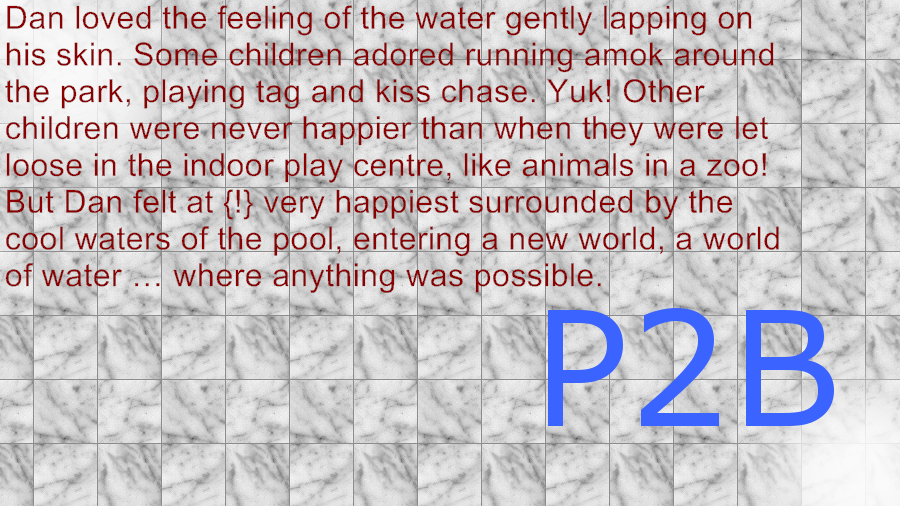 Dan loved the feeling of the water gently lapping on
his skin. Some children adored running amok around
the park, playing tag and kiss chase. Yuk! Other
children were never happier than when they were let
loose in the indoor play centre, like animals in a zoo!
But Dan felt at {!} very happiest surrounded by the
cool waters of the pool, entering a new world, a world
of water … where anything was possible.
P2B